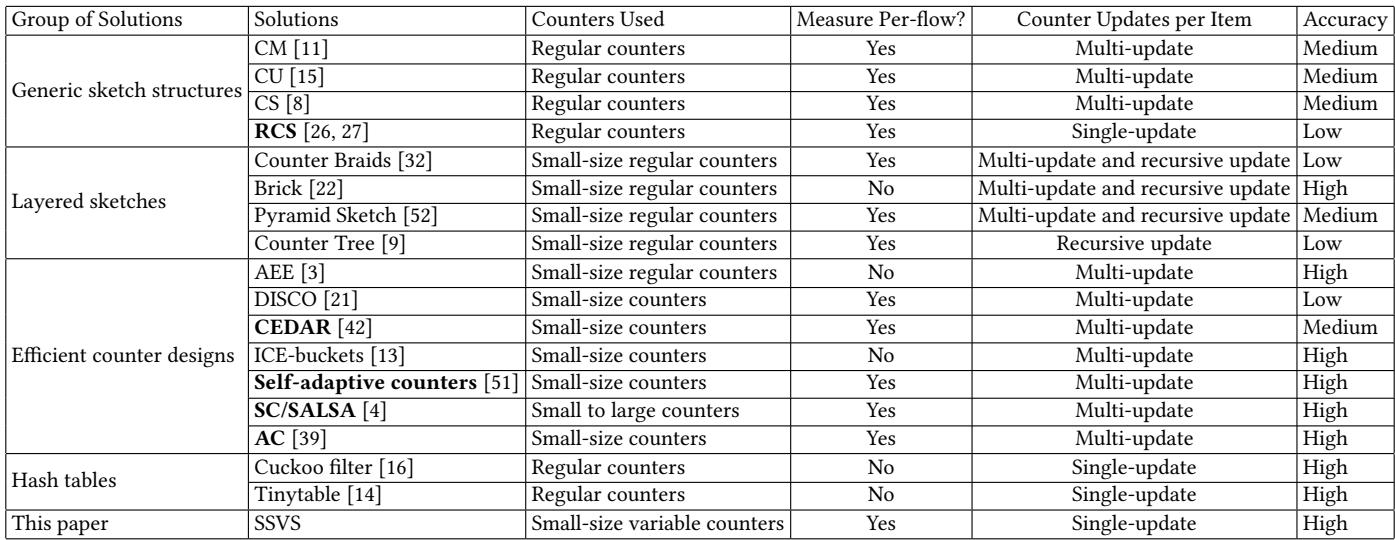 Group of Solutions Solutions Counters Used Measure Per-flow? Counter Updates per Item Accuracy
Generic sketch structures CM [11] Regular counters Yes Multi-update Medium
CU [15] Regular counters Yes Multi-update Medium
CS [8] Regular counters Yes Multi-update Medium
RCS [26, 27] Regular counters Yes Single-update Low
Layered sketches Counter Braids [32] Small-size regular counters Yes Multi-update and recursive update Low
Brick [22] Small-size regular counters No Multi-update and recursive update High
Pyramid Sketch [52] Small-size regular counters Yes Multi-update and recursive update Medium
Counter Tree [9] Small-size regular counters Yes Recursive update Low
Efficient counter designs AEE [3] Small-size regular counters No Multi-update High
DISCO [21] Small-size counters Yes Multi-update Low
CEDAR [42] Small-size counters Yes Multi-update Medium
ICE-buckets [13] Small-size counters No Multi-update High
Self-adaptive counters [51] Small-size counters Yes Multi-update High
SC/SALSA [4] Small to large counters Yes Multi-update High
AC [39] Small-size counters Yes Multi-update High
Hash tables Cuckoo filter [16] Regular counters No Single-update High
Tinytable [14] Regular counters No Single-update High
This paper SSVS Small-size variable counters Yes Single-update High